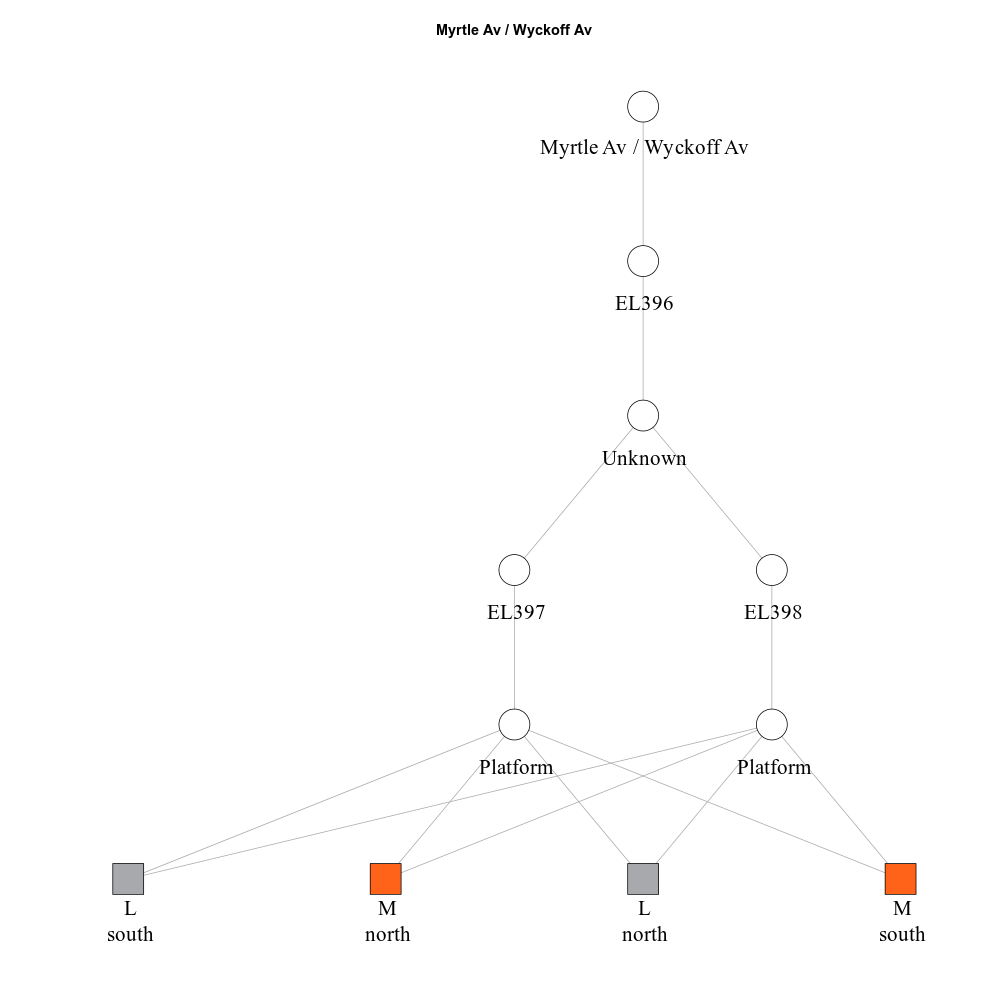 Myrtle Av / Wyckoff Av
Myrtle Av / Wyckoff Av
EL396
Unknown
EL397 EL398
Platform Platform
L M L M
south north north south